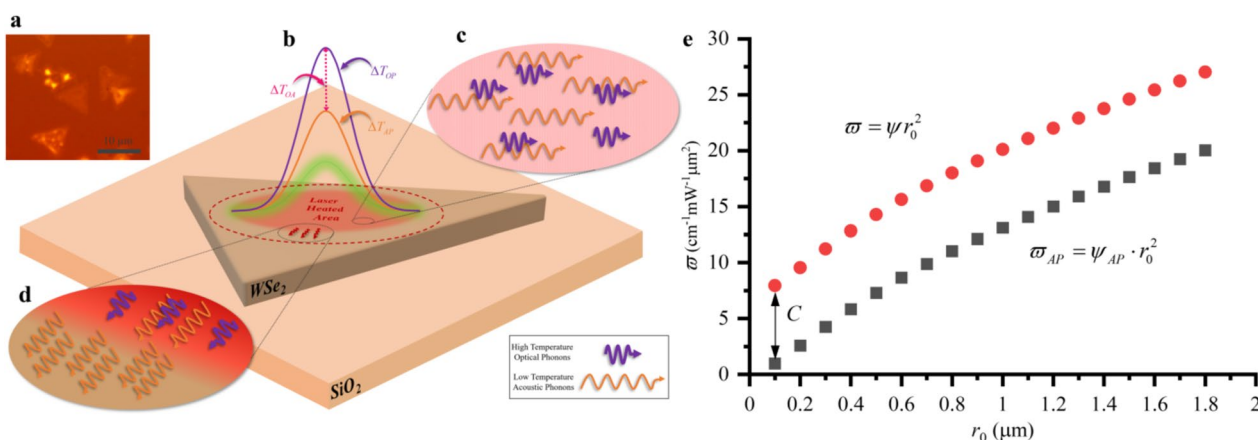 a
10 μm
b
ΔT_OP
ΔT_OA
ΔT_AP
c
Laser
Heated
Area
d
WSe₂
SiO₂
High Temperature
Optical Phonons
Low Temperature
Acoustic Phonons
e
30
25
20
15
10
5
0
ϖ (cm⁻¹mW⁻¹μm²)
ϖ = ψr₀²
ϖ_AP = ψ_AP · r₀²
C
0 0.2 0.4 0.6 0.8 1 1.2 1.4 1.6 1.8 2
r₀ (μm)